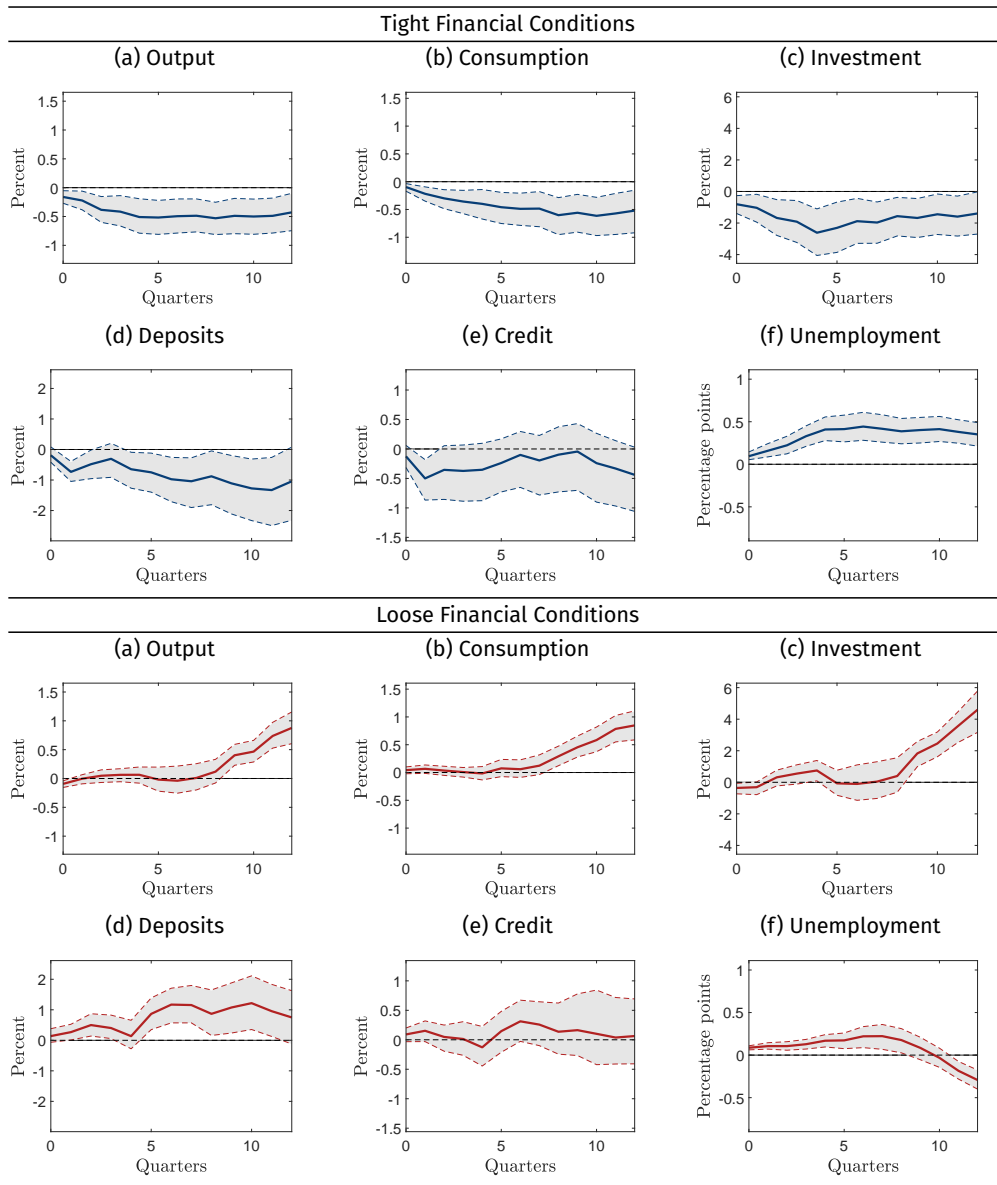 Tight Financial Conditions
(a) Output
(b) Consumption
(c) Investment
1.5
1
0.5
0
-0.5
-1
Percent
0
5
10
Quarters
1.5
1
0.5
0
-0.5
-1
Percent
0
5
10
Quarters
6
4
2
0
-2
-4
Percent
0
5
10
Quarters
(d) Deposits
(e) Credit
(f) Unemployment
2
1
0
-1
-2
Percent
0
5
10
Quarters
1
0.5
0
-0.5
-1
-1.5
Percent
0
5
10
Quarters
1
0.5
0
-0.5
Percentage points
0
5
10
Quarters
Loose Financial Conditions
(a) Output
(b) Consumption
(c) Investment
1.5
1
0.5
0
-0.5
-1
Percent
0
5
10
Quarters
1.5
1
0.5
0
-0.5
-1
Percent
0
5
10
Quarters
6
4
2
0
-2
-4
Percent
0
5
10
Quarters
(d) Deposits
(e) Credit
(f) Unemployment
2
1
0
-1
-2
Percent
0
5
10
Quarters
1
0.5
0
-0.5
-1
-1.5
Percent
0
5
10
Quarters
1
0.5
0
-0.5
Percentage points
0
5
10
Quarters